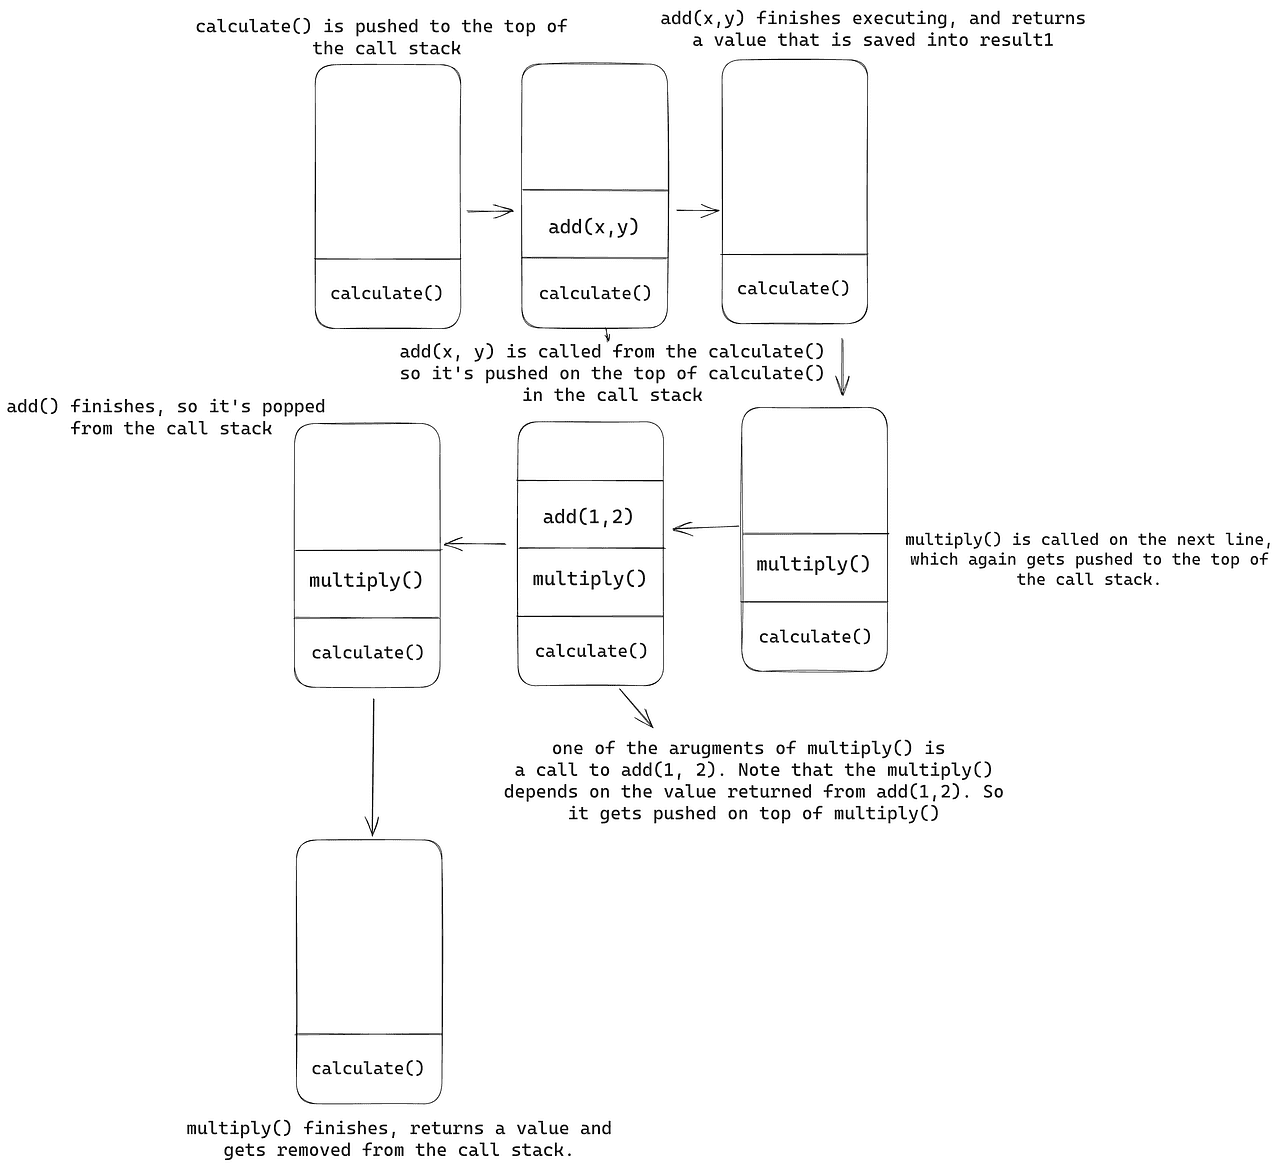 calculate() is pushed to the top of
the call stack
add(x,y) finishes executing, and returns
a value that is saved into result1
add(x,y)
calculate()
calculate()
calculate()
add(x, y) is called from the calculate()
so it's pushed on the top of calculate()
in the call stack
add() finishes, so it's popped
from the call stack
add(1,2)
multiply()
multiply()
multiply()
calculate()
calculate()
calculate()
multiply() is called on the next line,
which again gets pushed to the top of
the call stack.
one of the arugments of multiply() is
a call to add(1, 2). Note that the multiply()
depends on the value returned from add(1,2). So
it gets pushed on top of multiply()
calculate()
multiply() finishes, returns a value and
gets removed from the call stack.